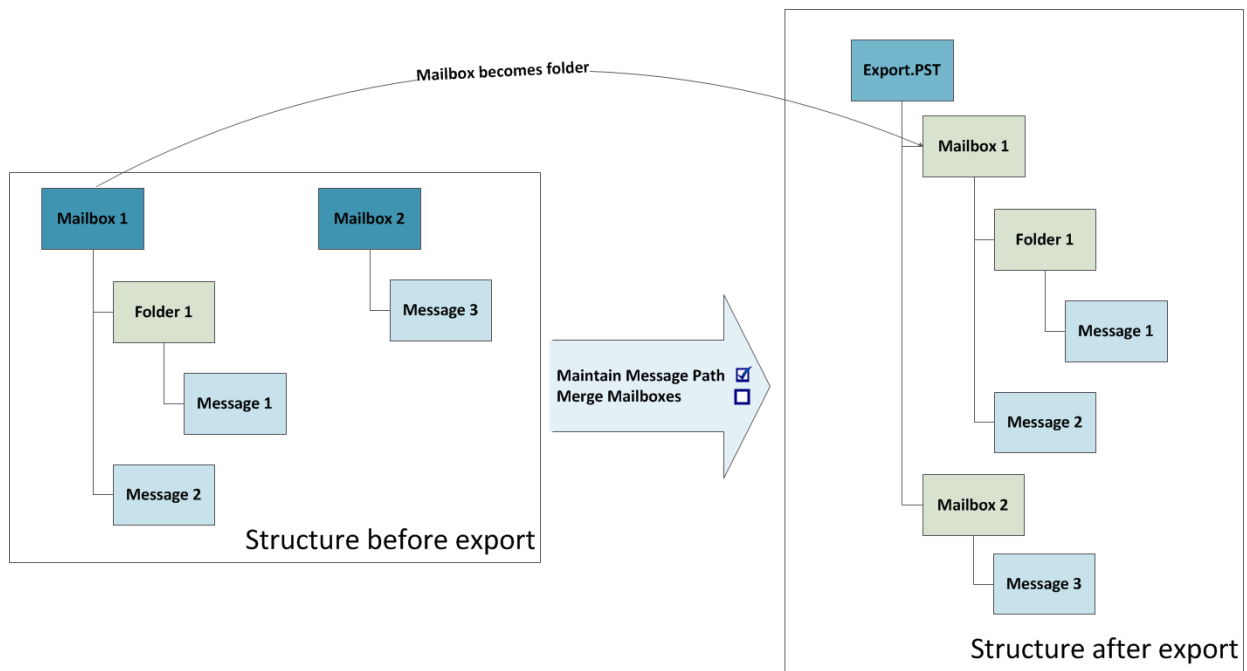 Mailbox becomes folder
Mailbox 1
Mailbox 2
Folder 1
Message 3
Message 1
Message 2
Structure before export
Maintain Message Path
Merge Mailboxes
Export.PST
Mailbox 1
Folder 1
Message 1
Message 2
Mailbox 2
Message 3
Structure after export